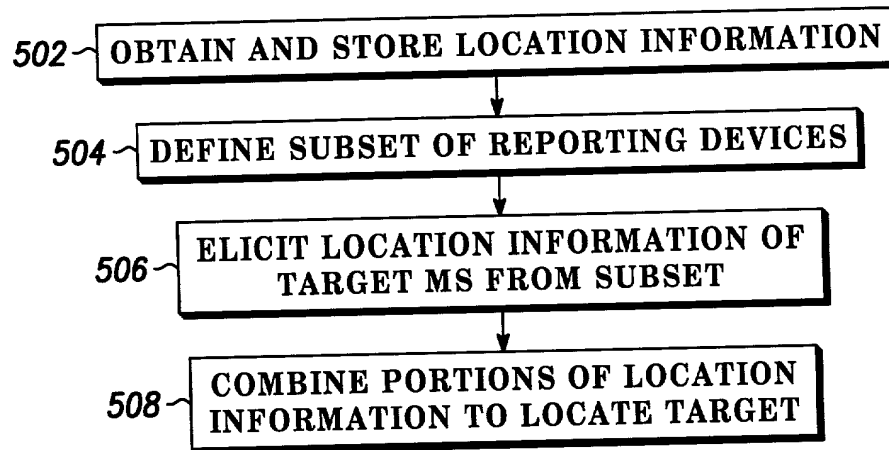 502 OBTAIN AND STORE LOCATION INFORMATION
504 DEFINE SUBSET OF REPORTING DEVICES
506 ELICIT LOCATION INFORMATION OF
TARGET MS FROM SUBSET
508 COMBINE PORTIONS OF LOCATION
INFORMATION TO LOCATE TARGET